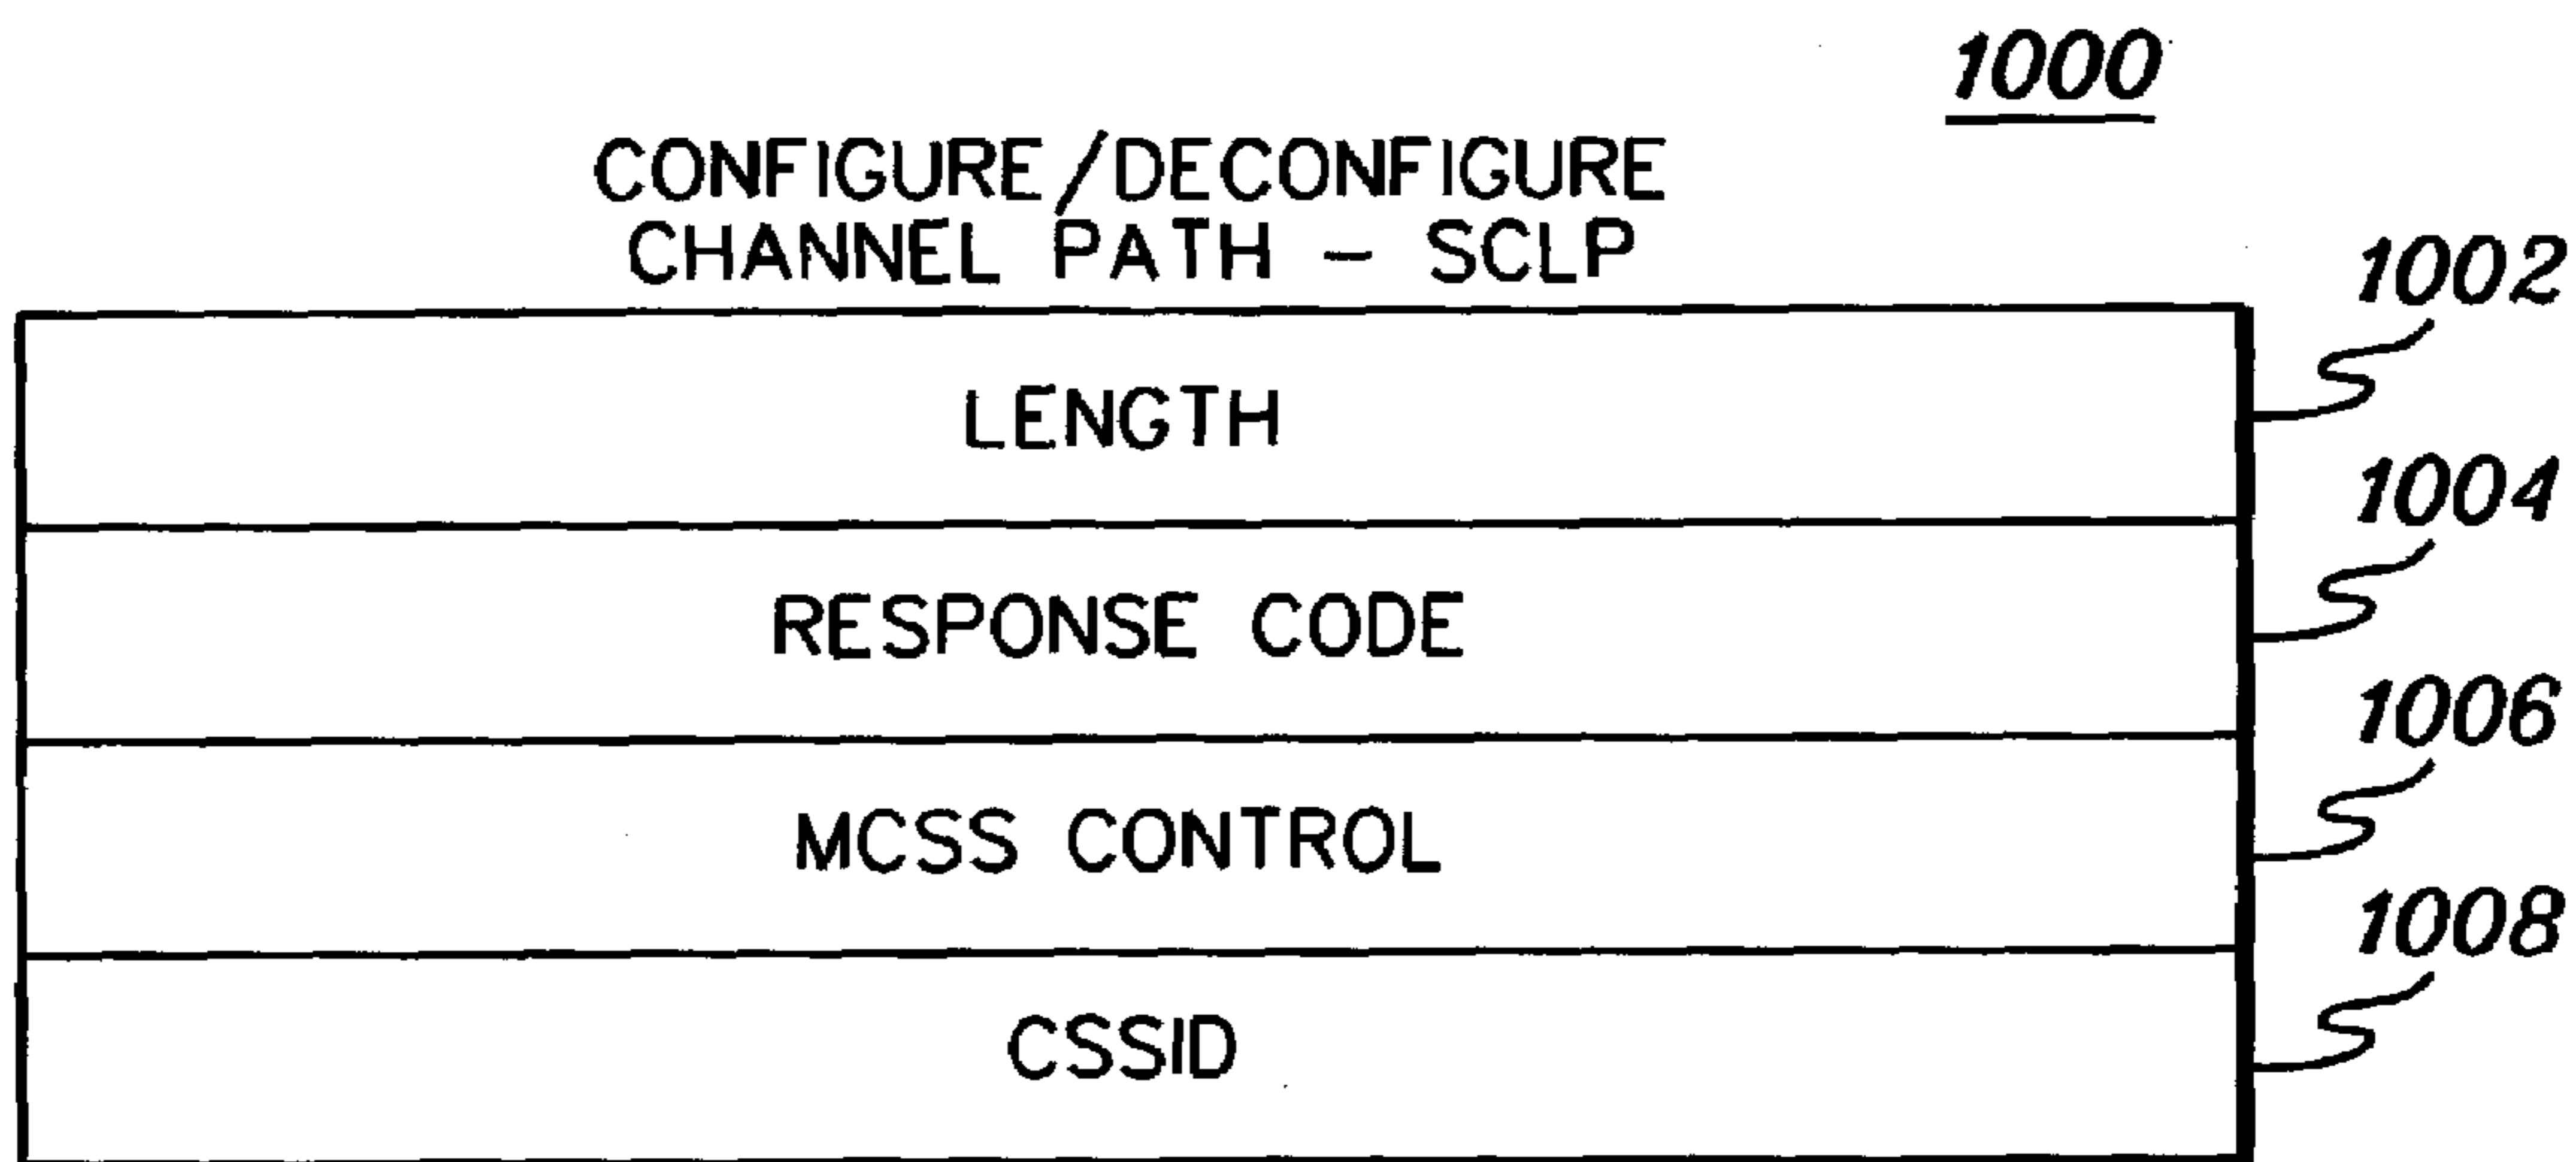 1000
CONFIGURE/DECONFIGURE
CHANNEL PATH - SCLP
1002
LENGTH
1004
RESPONSE CODE
1006
MCSS CONTROL
1008
CSSID